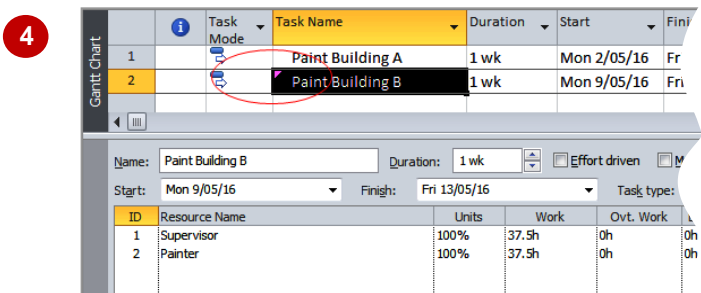 4
Task Mode Task Name Duration Start Fini
Gantt Chart
1 Paint Building A 1 wk Mon 2/05/16 Fr
2 Paint Building B 1 wk Mon 9/05/16 Fri
Name: Paint Building B Duration: 1 wk Effort driven M
Start: Mon 9/05/16 Finish: Fri 13/05/16 Task type:
ID Resource Name Units Work Ovt. Work
1 Supervisor 100% 37.5h 0h 0h
2 Painter 100% 37.5h 0h 0h